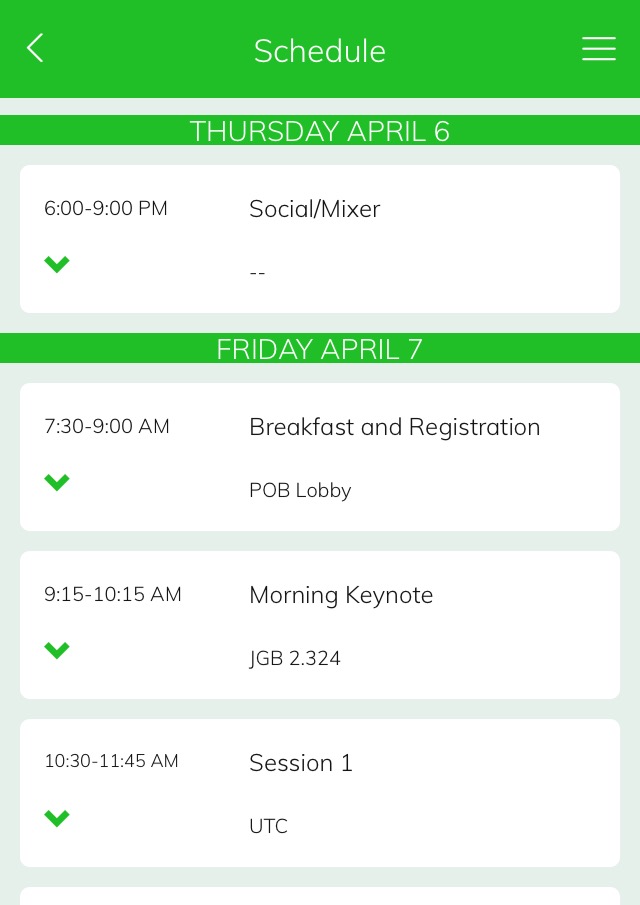 Schedule
THURSDAY APRIL 6
6:00-9:00 PM
Social/Mixer
--
FRIDAY APRIL 7
7:30-9:00 AM
Breakfast and Registration
POB Lobby
9:15-10:15 AM
Morning Keynote
JGB 2.324
10:30-11:45 AM
Session 1
UTC